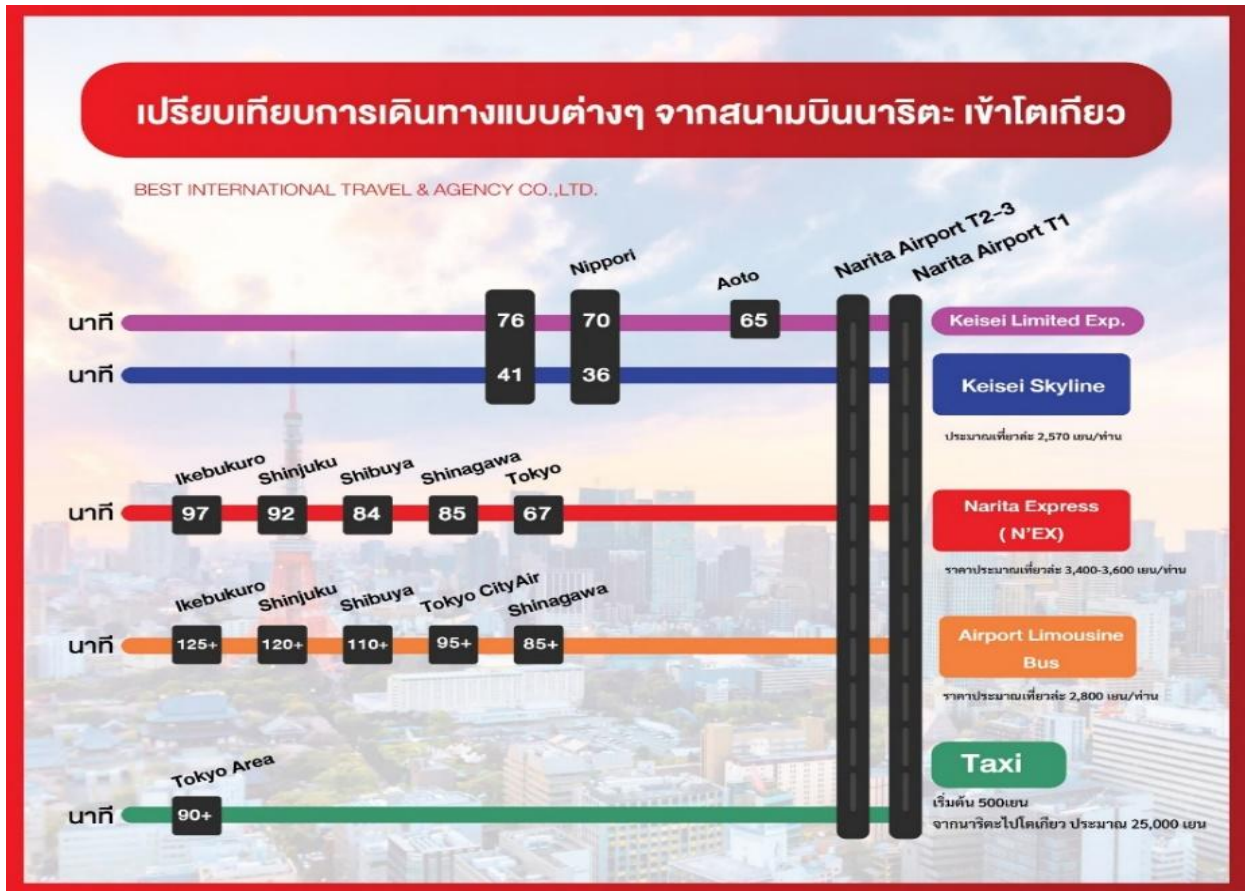 เปรียบเทียบการเดินทางแบบต่างๆ จากสนามบินนาริตะ เข้าโตเกียว
BEST INTERNATIONAL TRAVEL & AGENCY CO.,LTD.
Nippori
Aoto
Narita Airport T2-3
Narita Airport T1
นาที
76
70
65
Keisei Limited Exp.
นาที
41
36
Keisei Skyline
ประมาณเที่ยวล่ะ 2,570 เยน/ท่าน
Ikebukuro
Shinjuku
Shibuya
Shinagawa
Tokyo
นาที
97
92
84
85
67
Narita Express
( N'EX)
ราคาประมาณเที่ยวล่ะ 3,400-3,600 เยน/ท่าน
Ikebukuro
Shinjuku
Shibuya
Tokyo CityAir
Shinagawa
นาที
125+
120+
110+
95+
85+
Airport Limousine
Bus
ราคาประมาณเที่ยวล่ะ 2,800 เยน/ท่าน
Tokyo Area
นาที
90+
Taxi
เริ่มต้น 500เยน
จากนาริตะไปโตเกียว ประมาณ 25,000 เยน